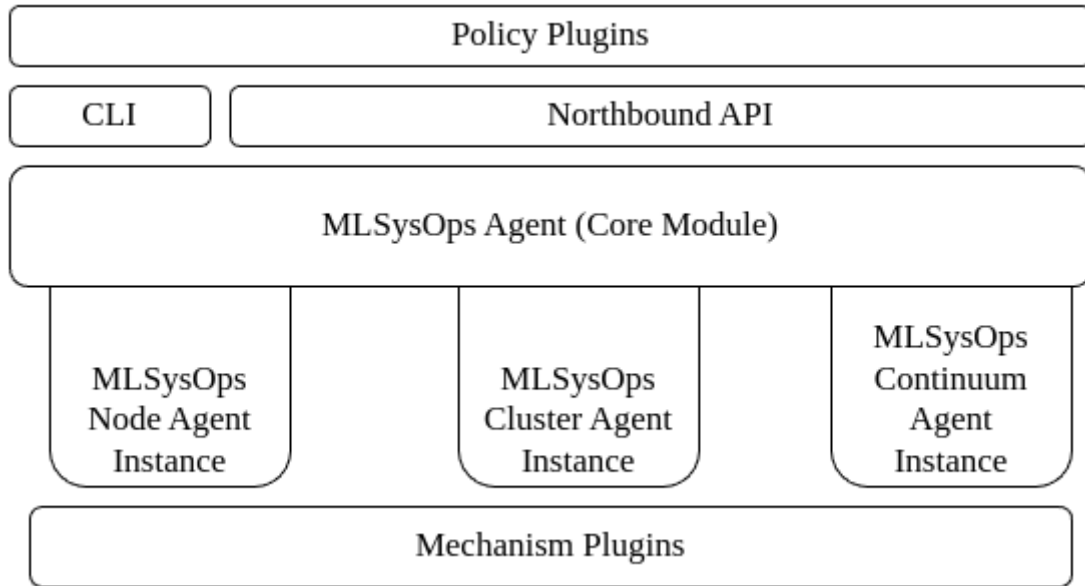 Policy Plugins
CLI
Northbound API
MLSysOps Agent (Core Module)
MLSysOps
Node Agent
Instance
MLSysOps
Cluster Agent
Instance
MLSysOps
Continuum
Agent
Instance
Mechanism Plugins